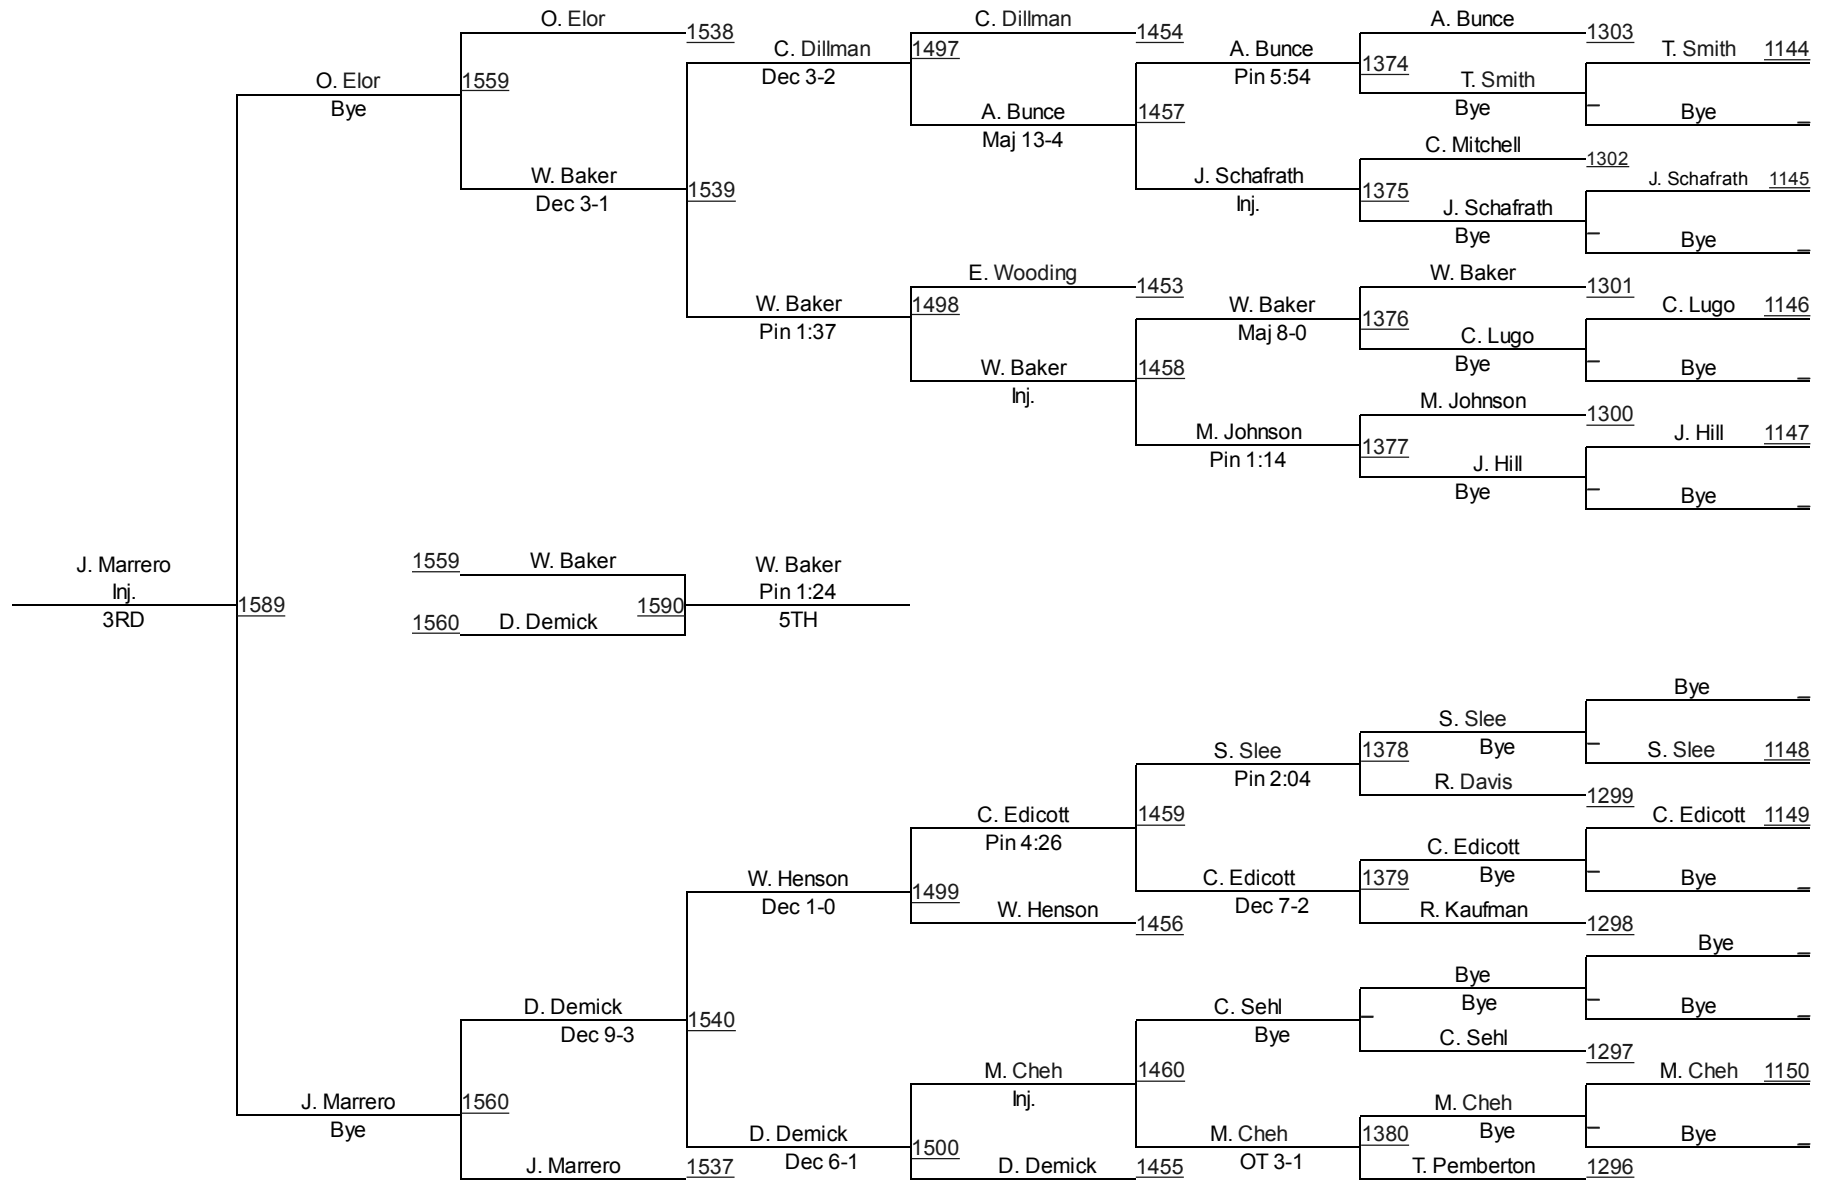 O. Elor
C. Dillman
A. Bunce
1538
1454
1303
C. Dillman
1497
A. Bunce
T. Smith 1144
Dec 3-2
Pin 5:54
1374
O. Elor
1559
T. Smith
Bye
A. Bunce
1457
Bye
Bye _
Maj 13-4
C. Mitchell
1302
W. Baker
J. Schafrath
J. Schafrath 1145
Dec 3-1
1539
Inj.
1375
J. Schafrath
Bye
Bye _
E. Wooding
1453
W. Baker
1301
W. Baker
1498
W. Baker
C. Lugo 1146
Pin 1:37
Maj 8-0
1376
C. Lugo
W. Baker
1458
Bye
Bye _
Inj.
M. Johnson
1300
M. Johnson
J. Hill 1147
Pin 1:14
1377
J. Hill
Bye
Bye _
J. Marrero
1559
W. Baker
W. Baker
Inj.
Pin 1:24
3RD
1589
1590
5TH
1560
D. Demick
Bye _
S. Slee
S. Slee
1378
Bye
S. Slee 1148
Pin 2:04
R. Davis
1299
C. Edicott
1459
C. Edicott 1149
Pin 4:26
C. Edicott
W. Henson
C. Edicott
1379
Bye
Bye _
Dec 1-0
1499
Dec 7-2
W. Henson
1456
R. Kaufman
1298
Bye _
Bye
D. Demick
C. Sehl
Bye
Bye _
Dec 9-3
1540
Bye
C. Sehl
1297
M. Cheh
1460
M. Cheh 1150
J. Marrero
1560
Inj.
M. Cheh
Bye
D. Demick
M. Cheh
1380
Bye
Bye _
Dec 6-1
1500
OT 3-1
J. Marrero
1537
D. Demick
1455
T. Pemberton
1296